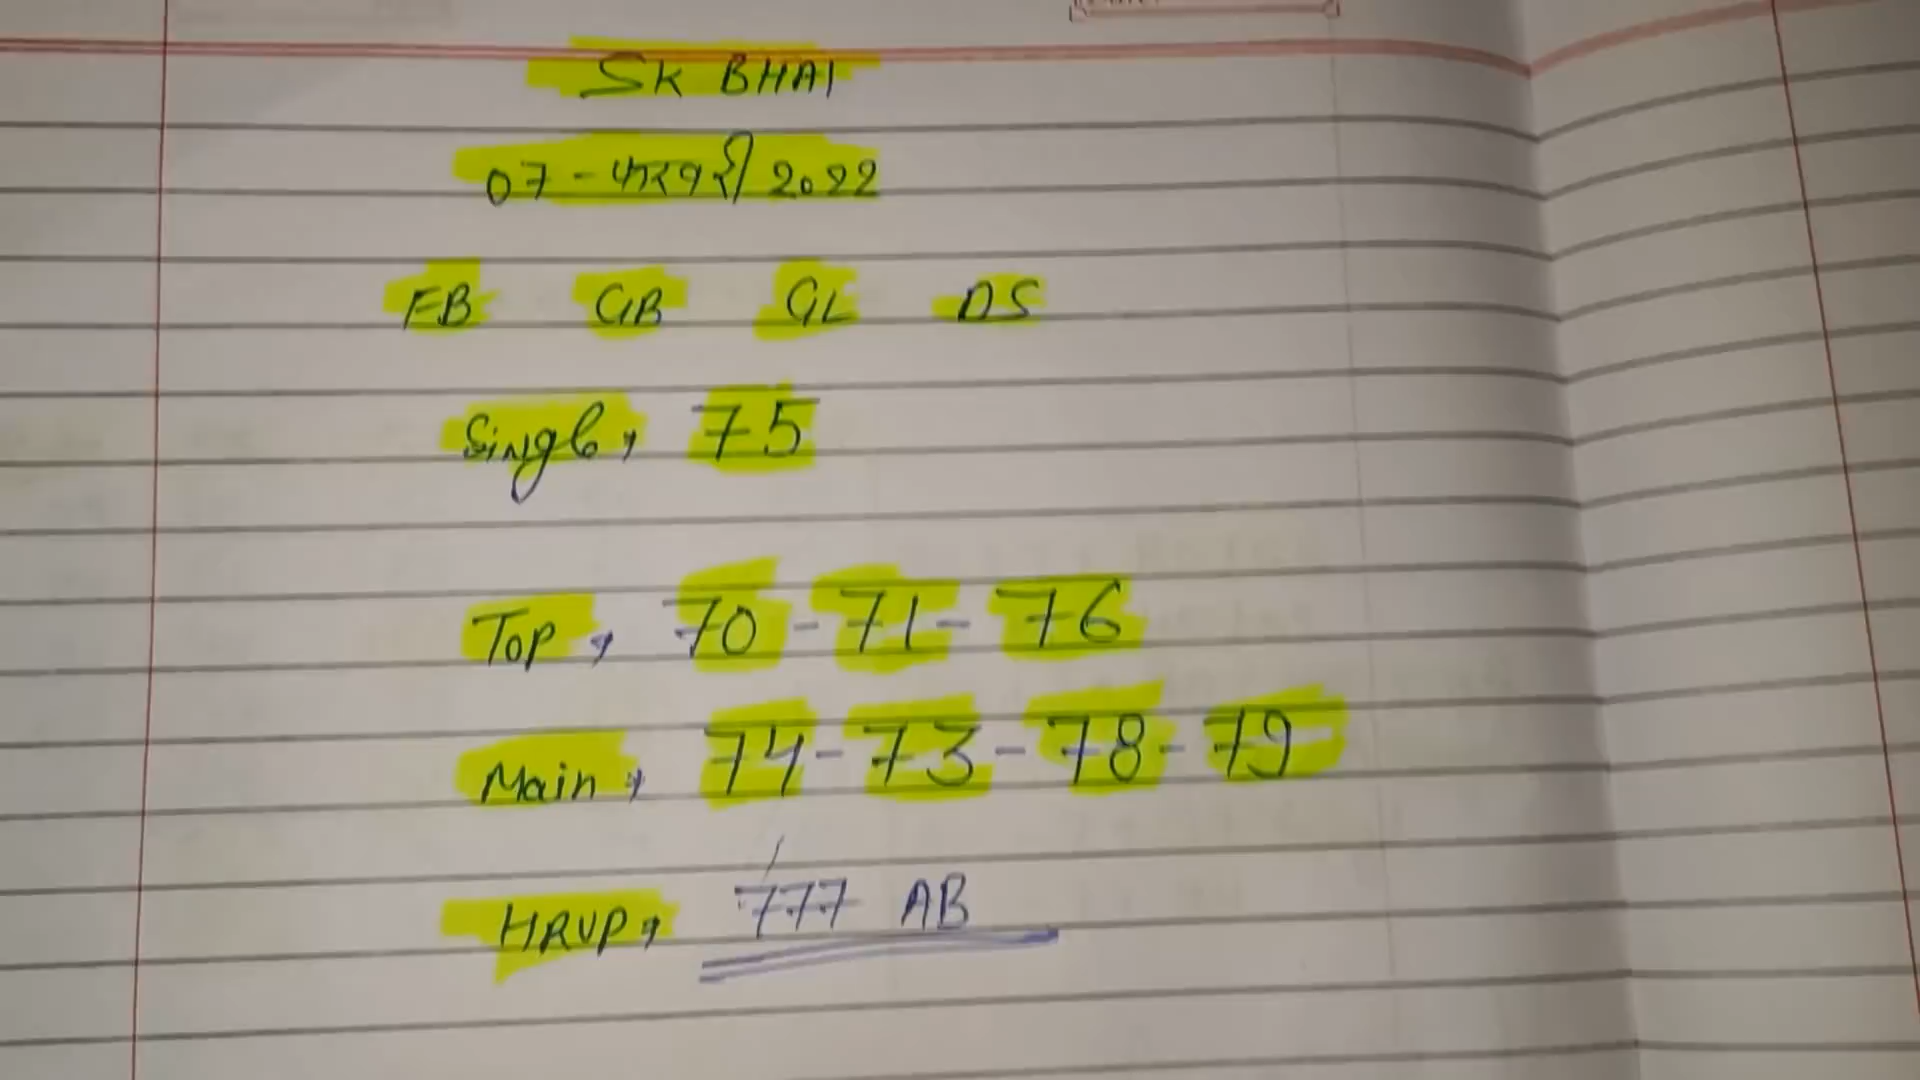 SK BHAI
07 - फरवरी 2022
FB GB GL DS
Single, 75
Top, 70 - 71 - 76
Main, 74 - 73 - 78 - 79
HRUP, 777 AB